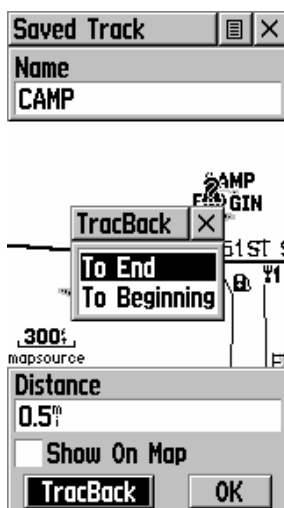 Saved Track
Name
CAMP
CAMP
GIN
TracBack
51ST S
To End
To Beginning
300ft
mapsource
Distance
0.5mi
Show On Map
TracBack OK